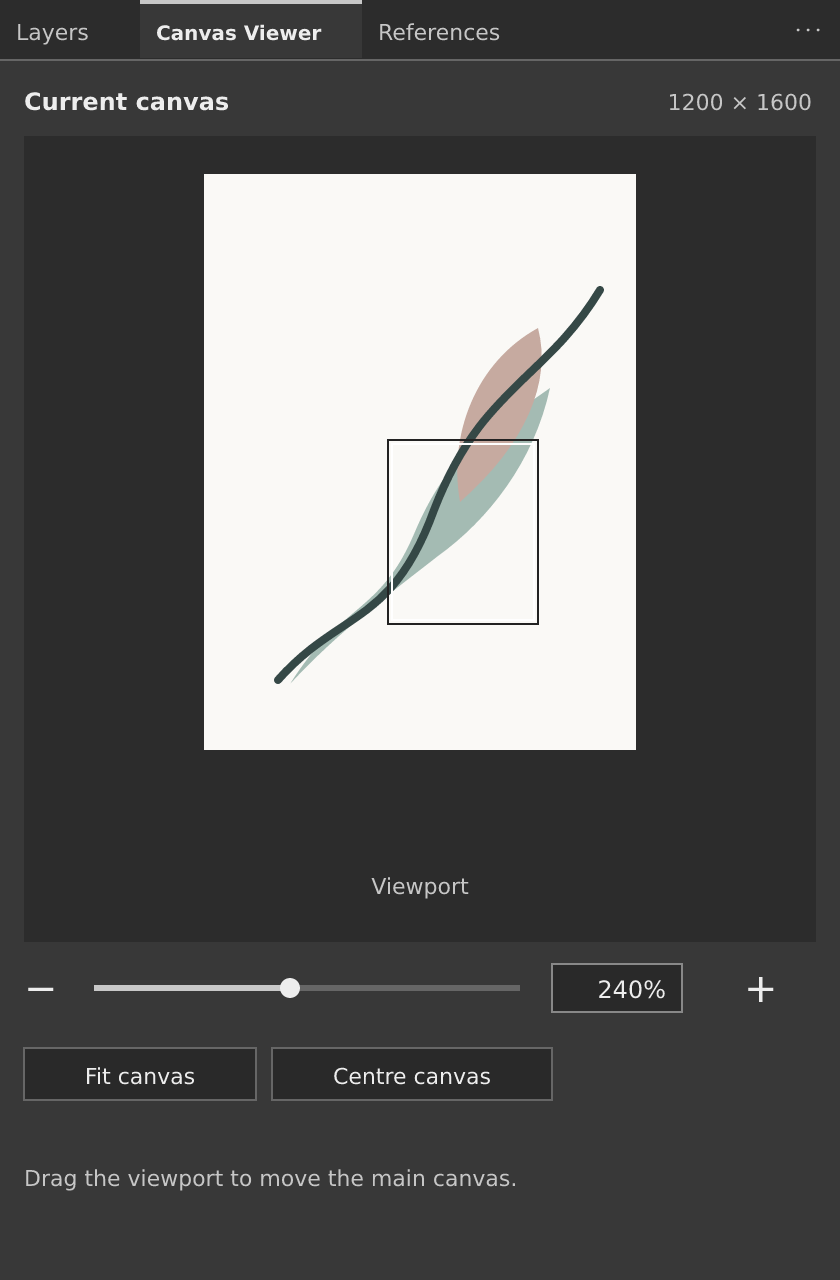 Layers Canvas Viewer References ···
Current canvas 1200 × 1600
Viewport
− 240% +
Fit canvas Centre canvas
Drag the viewport to move the main canvas.